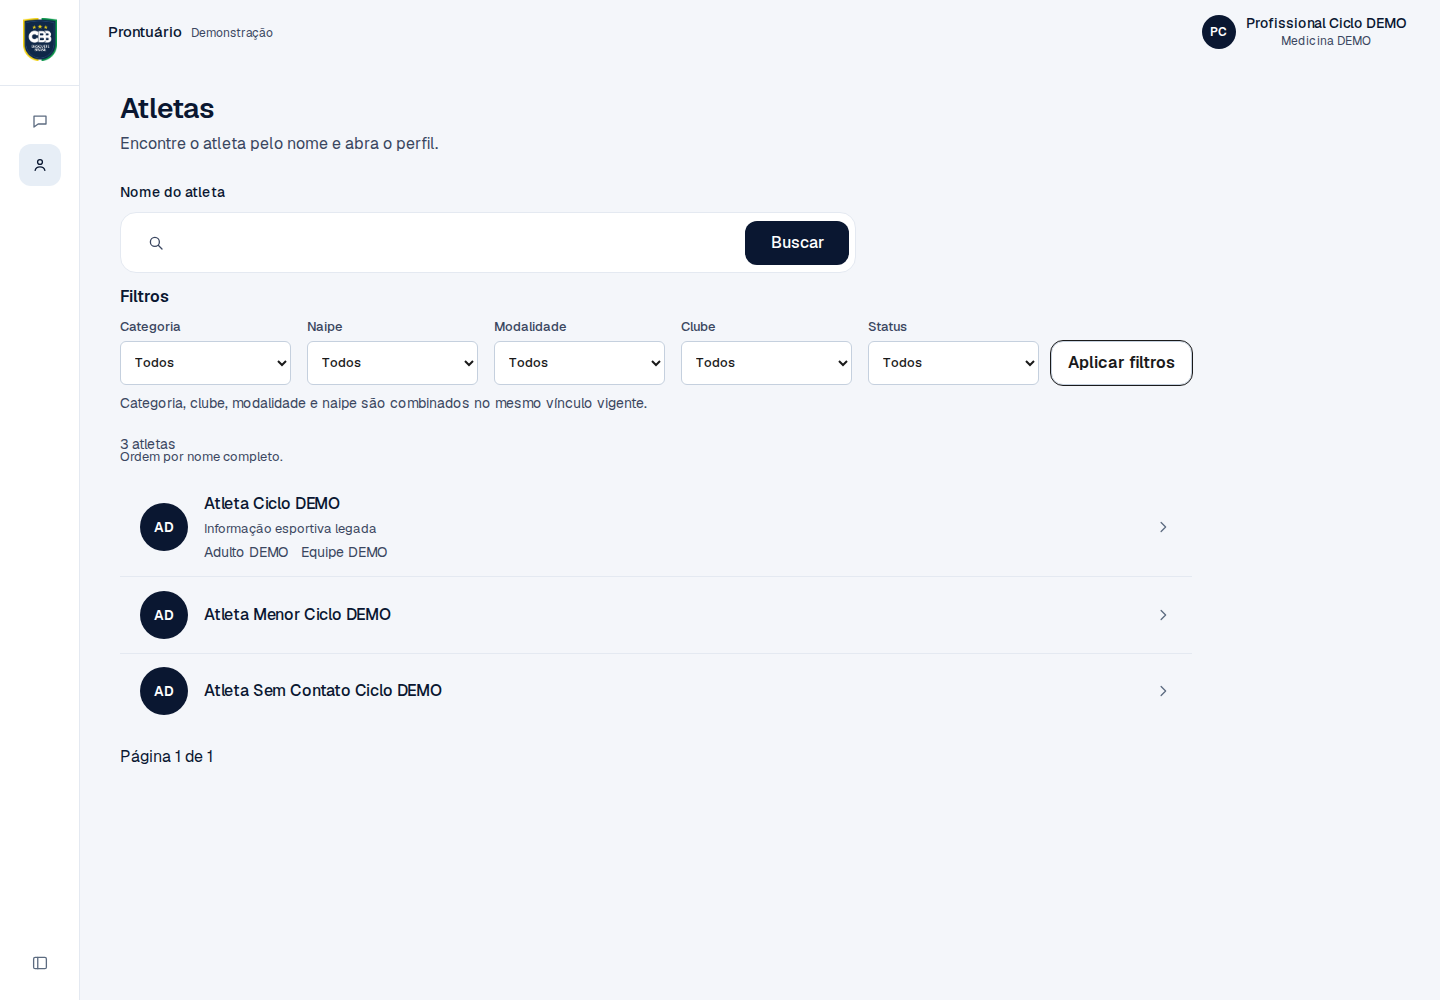 CBB
Prontuário Demonstração
PC
Profissional Ciclo DEMO
Medicina DEMO
Atletas
Encontre o atleta pelo nome e abra o perfil.
Nome do atleta
Buscar
Filtros
Categoria Naipe Modalidade Clube Status
Todos Todos Todos Todos Todos Aplicar filtros
Categoria, clube, modalidade e naipe são combinados no mesmo vínculo vigente.
3 atletas
Ordem por nome completo.
AD
Atleta Ciclo DEMO
Informação esportiva legada
Adulto DEMO Equipe DEMO
AD Atleta Menor Ciclo DEMO
AD Atleta Sem Contato Ciclo DEMO
Página 1 de 1